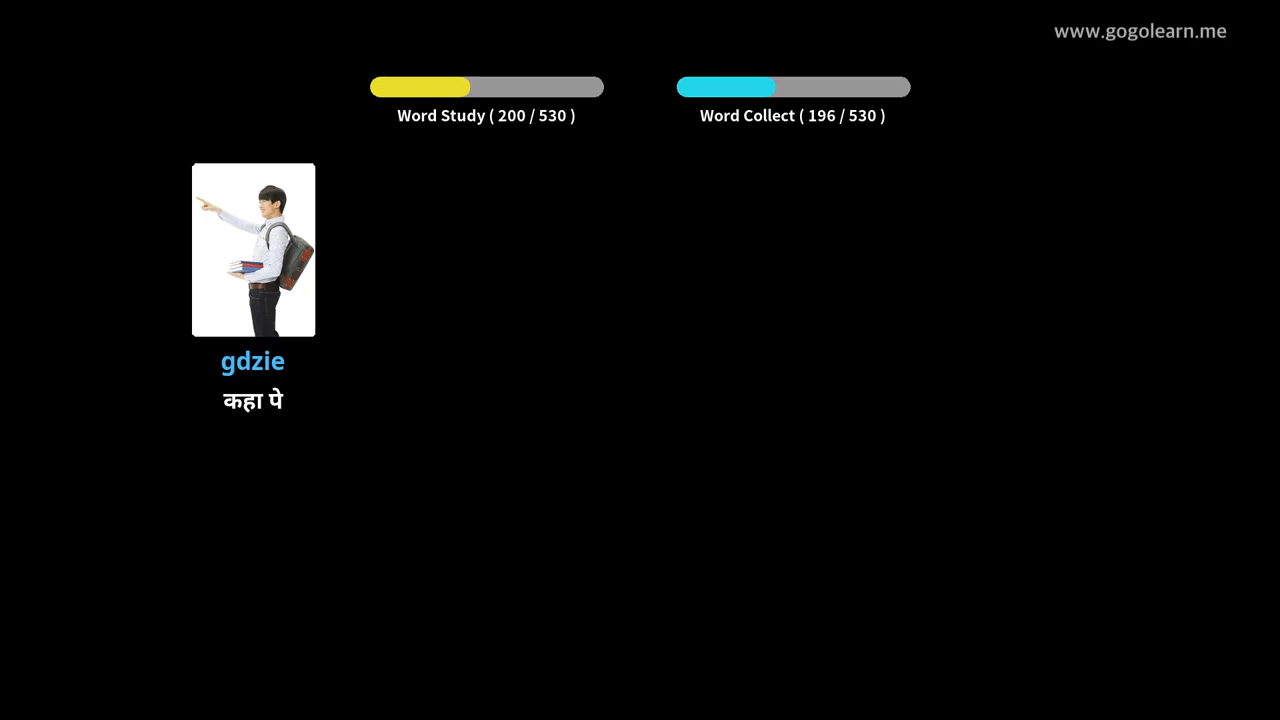 www.gogolearn.me
Word Study ( 200 / 530 )
Word Collect ( 196 / 530 )
gdzie
कहा पे